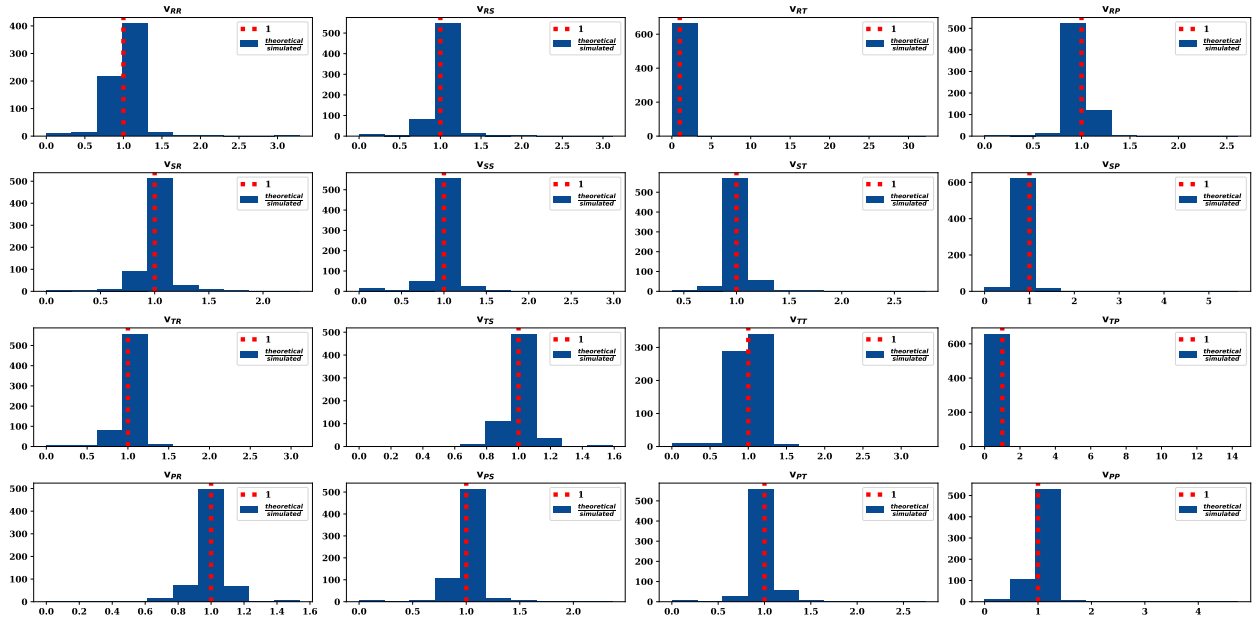 v_RR
400
300
200
100
0
0.0 0.5 1.0 1.5 2.0 2.5 3.0
1
theoretical
simulated
v_RS
500
400
300
200
100
0
0.0 0.5 1.0 1.5 2.0 2.5 3.0
1
theoretical
simulated
v_RT
600
400
200
0
0 5 10 15 20 25 30
1
theoretical
simulated
v_RP
500
400
300
200
100
0
0.0 0.5 1.0 1.5 2.0 2.5
1
theoretical
simulated
v_SR
500
400
300
200
100
0
0.0 0.5 1.0 1.5 2.0
1
theoretical
simulated
v_SS
500
400
300
200
100
0
0.0 0.5 1.0 1.5 2.0 2.5 3.0
1
theoretical
simulated
v_ST
500
400
300
200
100
0
0.5 1.0 1.5 2.0 2.5
1
theoretical
simulated
v_SP
600
400
200
0
0 1 2 3 4 5
1
theoretical
simulated
v_TR
500
400
300
200
100
0
0.0 0.5 1.0 1.5 2.0 2.5 3.0
1
theoretical
simulated
v_TS
500
400
300
200
100
0
0.0 0.2 0.4 0.6 0.8 1.0 1.2 1.4 1.6
1
theoretical
simulated
v_TT
300
200
100
0
0.0 0.5 1.0 1.5 2.0 2.5 3.0
1
theoretical
simulated
v_TP
600
400
200
0
0 2 4 6 8 10 12 14
1
theoretical
simulated
v_PR
500
400
300
200
100
0
0.0 0.2 0.4 0.6 0.8 1.0 1.2 1.4 1.6
1
theoretical
simulated
v_PS
500
400
300
200
100
0
0.0 0.5 1.0 1.5 2.0
1
theoretical
simulated
v_PT
500
400
300
200
100
0
0.0 0.5 1.0 1.5 2.0 2.5
1
theoretical
simulated
v_PP
500
400
300
200
100
0
0 1 2 3 4
1
theoretical
simulated